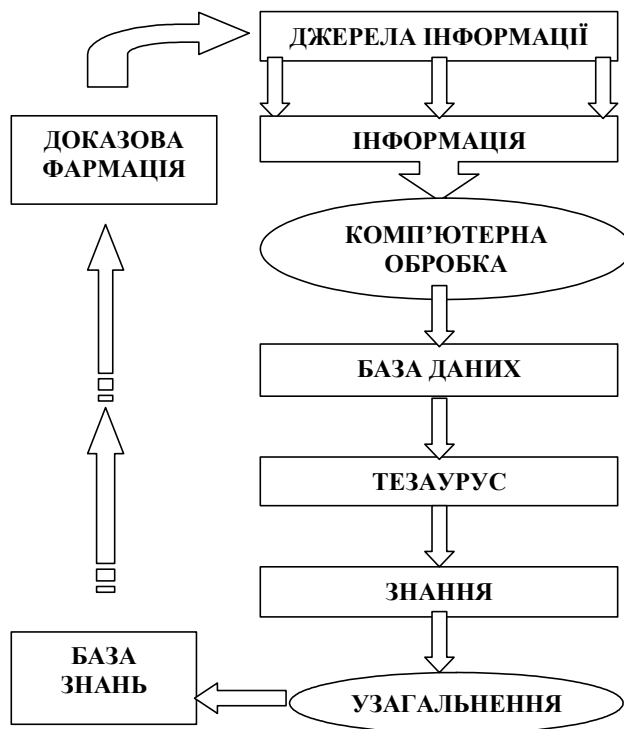 ДЖЕРЕЛА ІНФОРМАЦІЇ
ІНФОРМАЦІЯ
КОМП’ЮТЕРНА
ОБРОБКА
БАЗА ДАНИХ
ТЕЗАУРУС
ЗНАННЯ
УЗАГАЛЬНЕННЯ
БАЗА
ЗНАНЬ
ДОКАЗОВА
ФАРМАЦІЯ